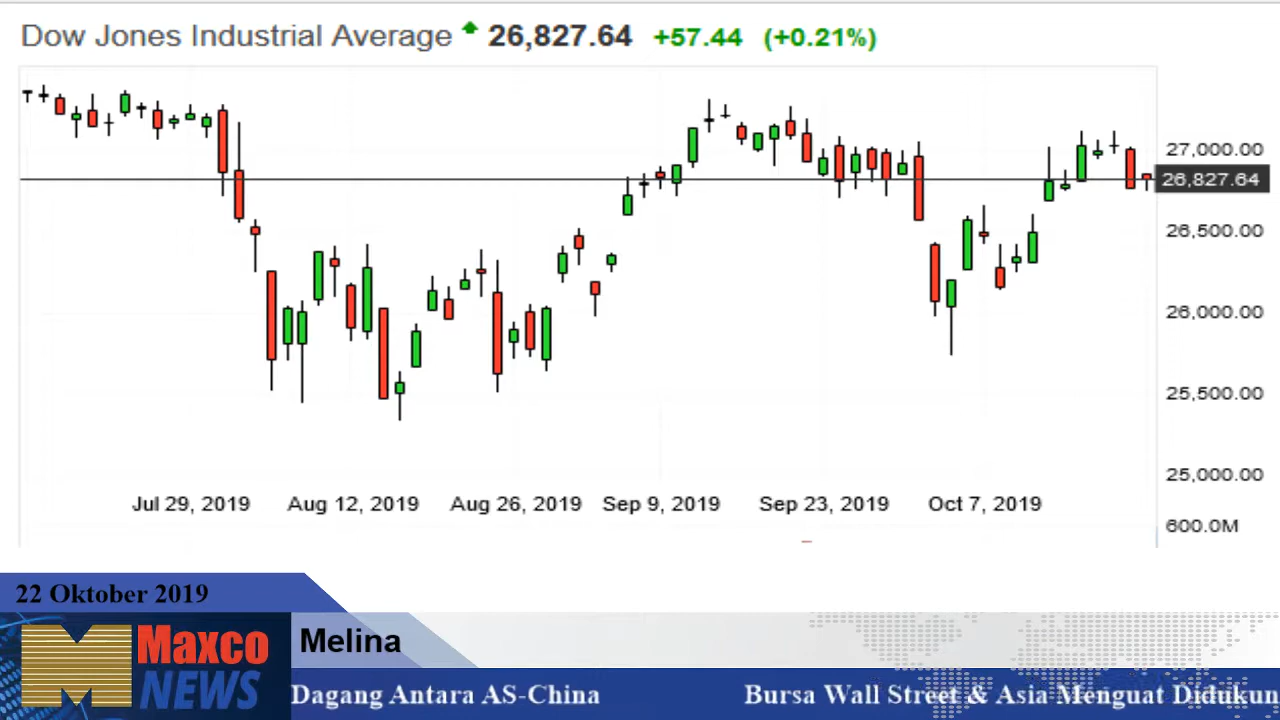 Dow Jones Industrial Average 26,827.64 +57.44 (+0.21%)
27,000.00
26,827.64
26,500.00
26,000.00
25,500.00
25,000.00
Jul 29, 2019 Aug 12, 2019 Aug 26, 2019 Sep 9, 2019 Sep 23, 2019 Oct 7, 2019
600.0M
22 Oktober 2019
Maxco
NEWS
Melina
Dagang Antara AS-China Bursa Wall Street & Asia Menguat Didukun